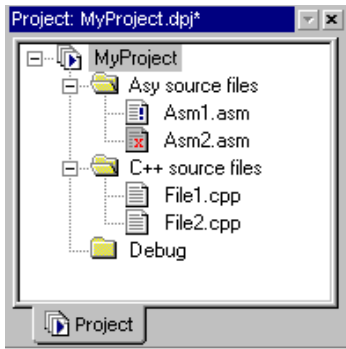 Project: MyProject.dpj*
MyProject
Asy source files
Asm1.asm
Asm2.asm
C++ source files
File1.cpp
File2.cpp
Debug
Project